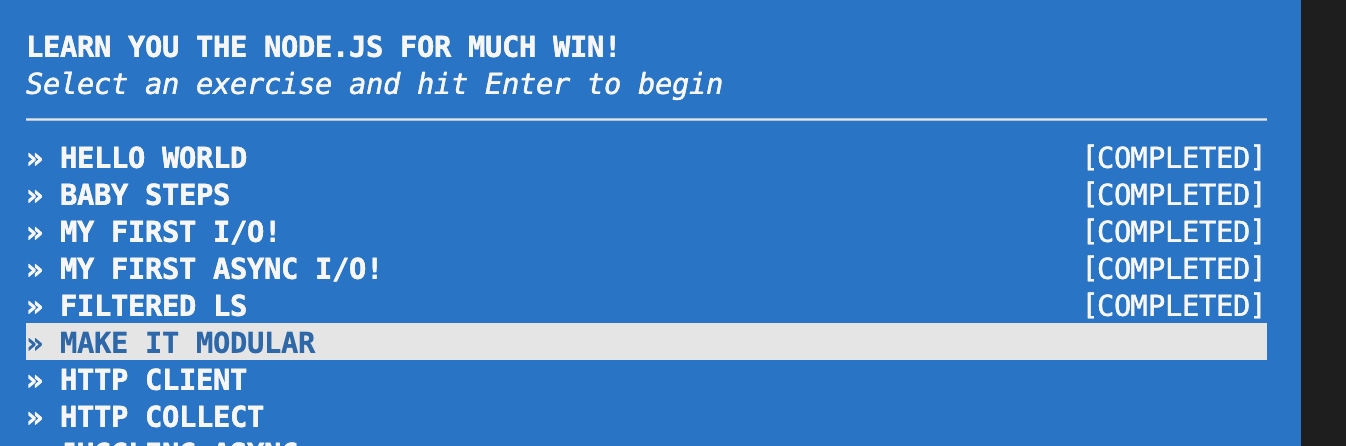 LEARN YOU THE NODE.JS FOR MUCH WIN!
Select an exercise and hit Enter to begin
» HELLO WORLD [COMPLETED]
» BABY STEPS [COMPLETED]
» MY FIRST I/O! [COMPLETED]
» MY FIRST ASYNC I/O! [COMPLETED]
» FILTERED LS [COMPLETED]
» MAKE IT MODULAR
» HTTP CLIENT
» HTTP COLLECT
JUGGLING ASYNC